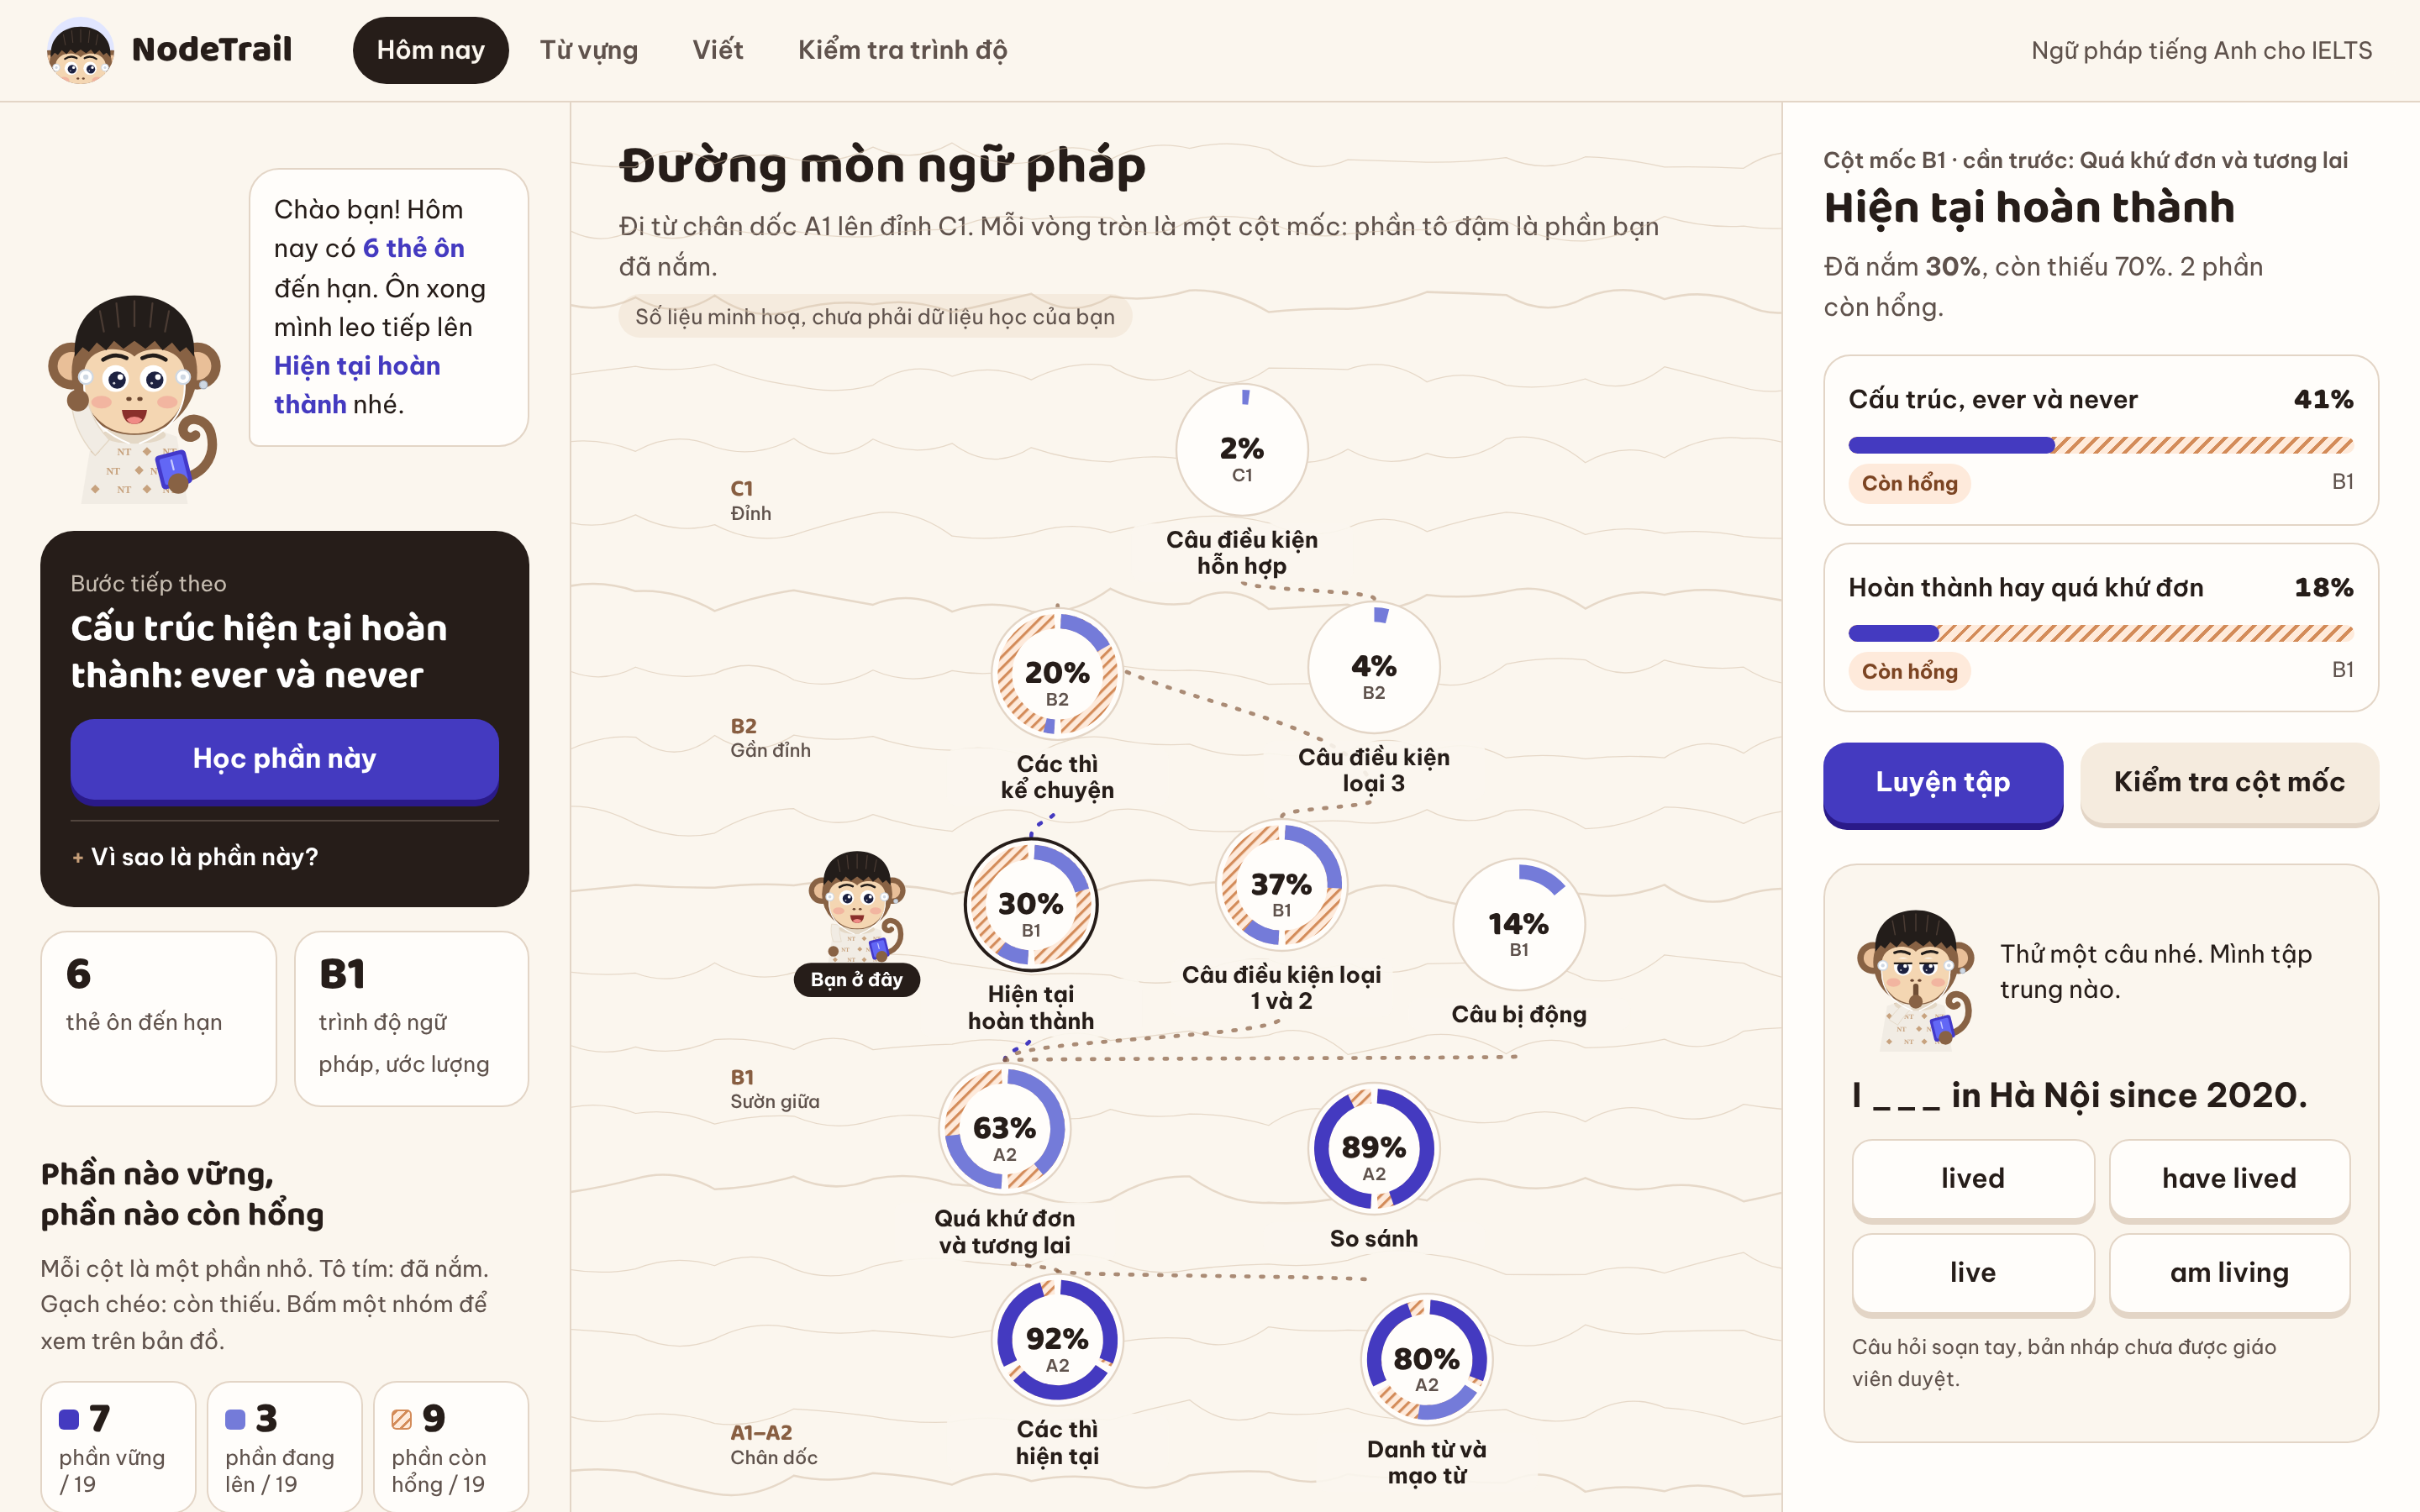 NodeTrail
Hôm nay
Từ vựng
Viết
Kiểm tra trình độ
Ngữ pháp tiếng Anh cho IELTS
Chào bạn! Hôm
nay có 6 thẻ ôn
đến hạn. Ôn xong
mình leo tiếp lên
Hiện tại hoàn
thành nhé.
Bước tiếp theo
Cấu trúc hiện tại hoàn
thành: ever và never
Học phần này
+ Vì sao là phần này?
6
thẻ ôn đến hạn
B1
trình độ ngữ
pháp, ước lượng
Phần nào vững,
phần nào còn hổng
Mỗi cột là một phần nhỏ. Tô tím: đã nắm.
Gạch chéo: còn thiếu. Bấm một nhóm để
xem trên bản đồ.
7
phần vững
/ 19
3
phần đang
lên / 19
9
phần còn
hổng / 19
Đường mòn ngữ pháp
Đi từ chân dốc A1 lên đỉnh C1. Mỗi vòng tròn là một cột mốc: phần tô đậm là phần bạn
đã nắm.
Số liệu minh hoạ, chưa phải dữ liệu học của bạn
C1
Đỉnh
2%
C1
Câu điều kiện
hỗn hợp
B2
Gần đỉnh
20%
B2
Các thì
kể chuyện
4%
B2
Câu điều kiện
loại 3
Bạn ở đây
30%
B1
Hiện tại
hoàn thành
37%
B1
Câu điều kiện loại
1 và 2
14%
B1
Câu bị động
B1
Sườn giữa
63%
A2
Quá khứ đơn
và tương lai
89%
A2
So sánh
A1–A2
Chân dốc
92%
A2
Các thì
hiện tại
80%
A2
Danh từ và
mạo từ
Cột mốc B1 · cần trước: Quá khứ đơn và tương lai
Hiện tại hoàn thành
Đã nắm 30%, còn thiếu 70%. 2 phần
còn hổng.
Cấu trúc, ever và never
41%
Còn hổng
B1
Hoàn thành hay quá khứ đơn
18%
Còn hổng
B1
Luyện tập
Kiểm tra cột mốc
Thử một câu nhé. Mình tập
trung nào.
I _ _ _ in Hà Nội since 2020.
lived
have lived
live
am living
Câu hỏi soạn tay, bản nháp chưa được giáo
viên duyệt.